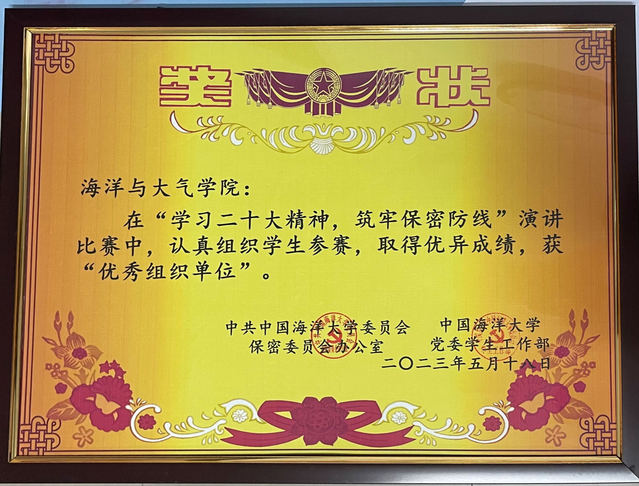 奖状
海洋与大气学院：
在“学习二十大精神，筑牢保密防线”演讲
比赛中，认真组织学生参赛，取得优异成绩，获
“优秀组织单位”。
中共中国海洋大学委员会 中国海洋大学
保密委员会办公室 党委学生工作部
二〇二三年五月十八日